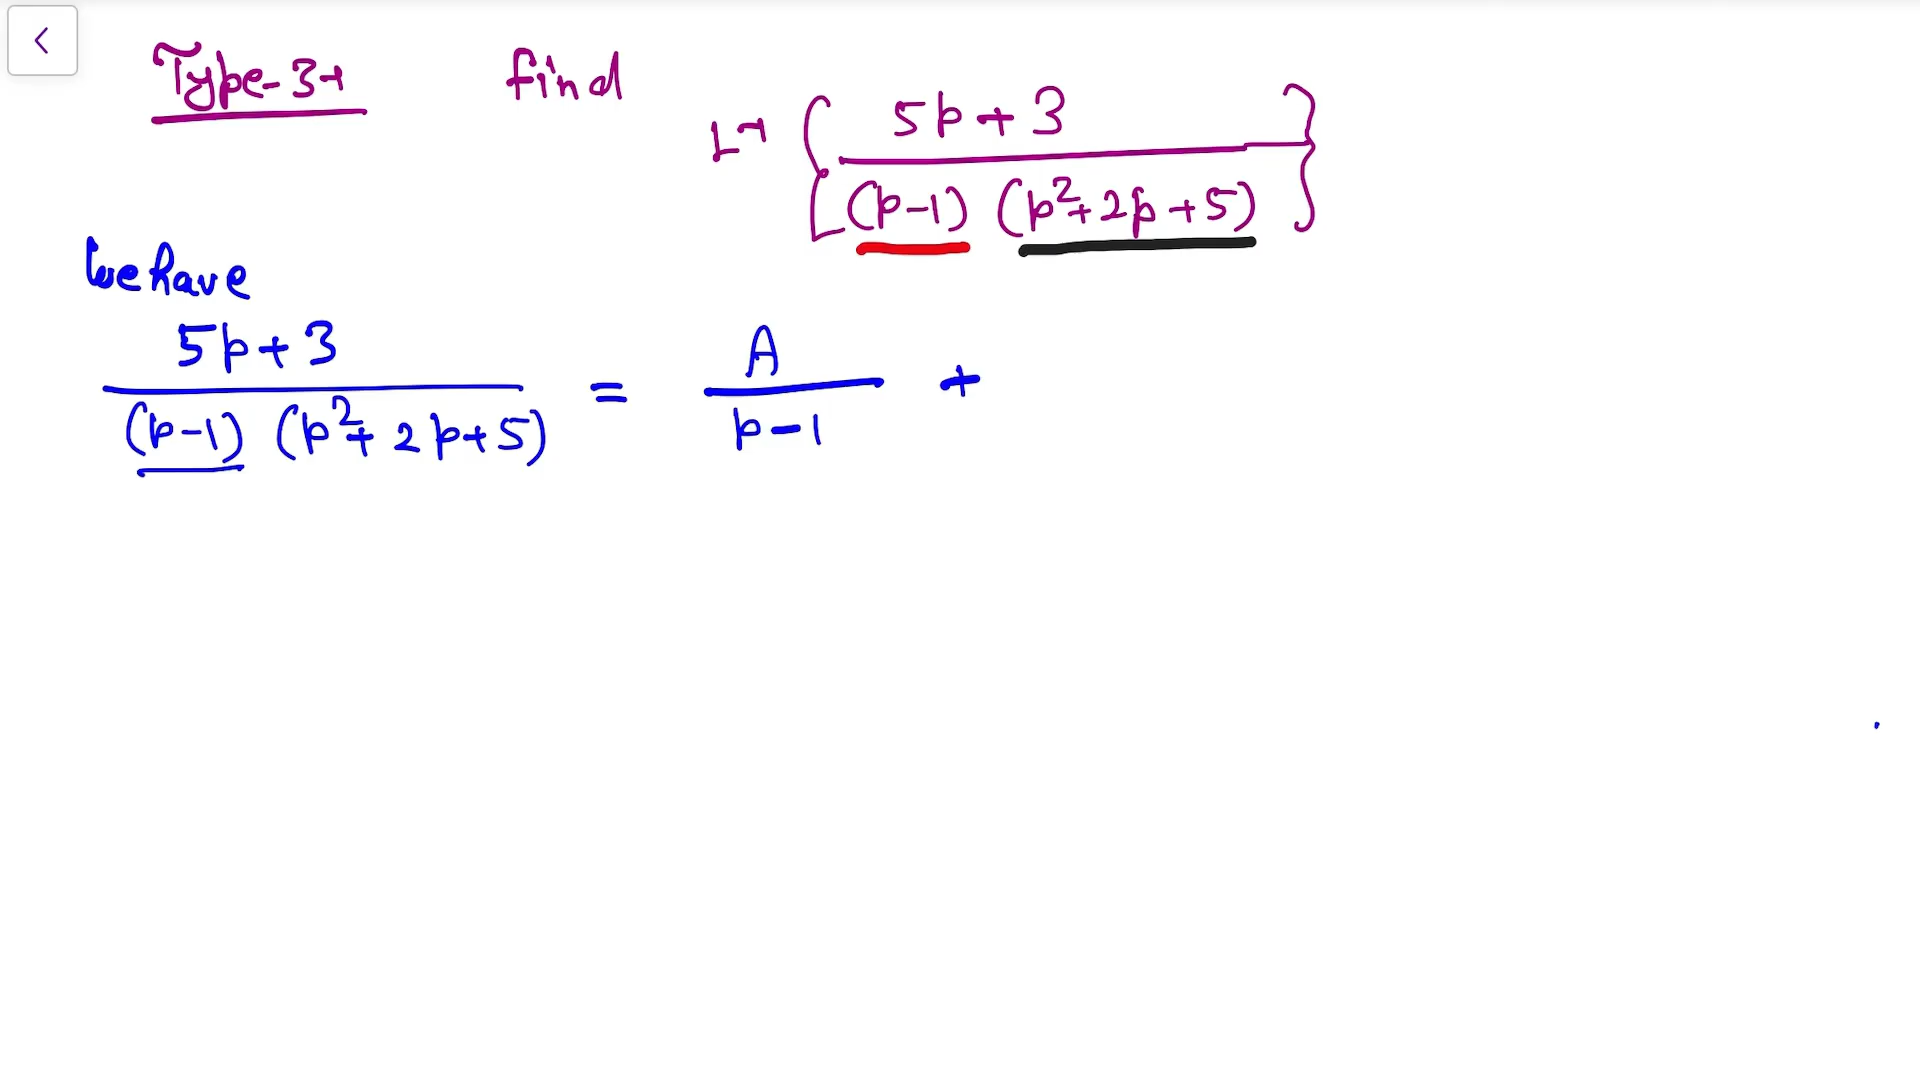 Type-3→ find
L⁻¹ { 5p+3 / (p-1) (p²+2p+5) }
We have
5p+3 / (p-1) (p²+2p+5) = A / p-1 +